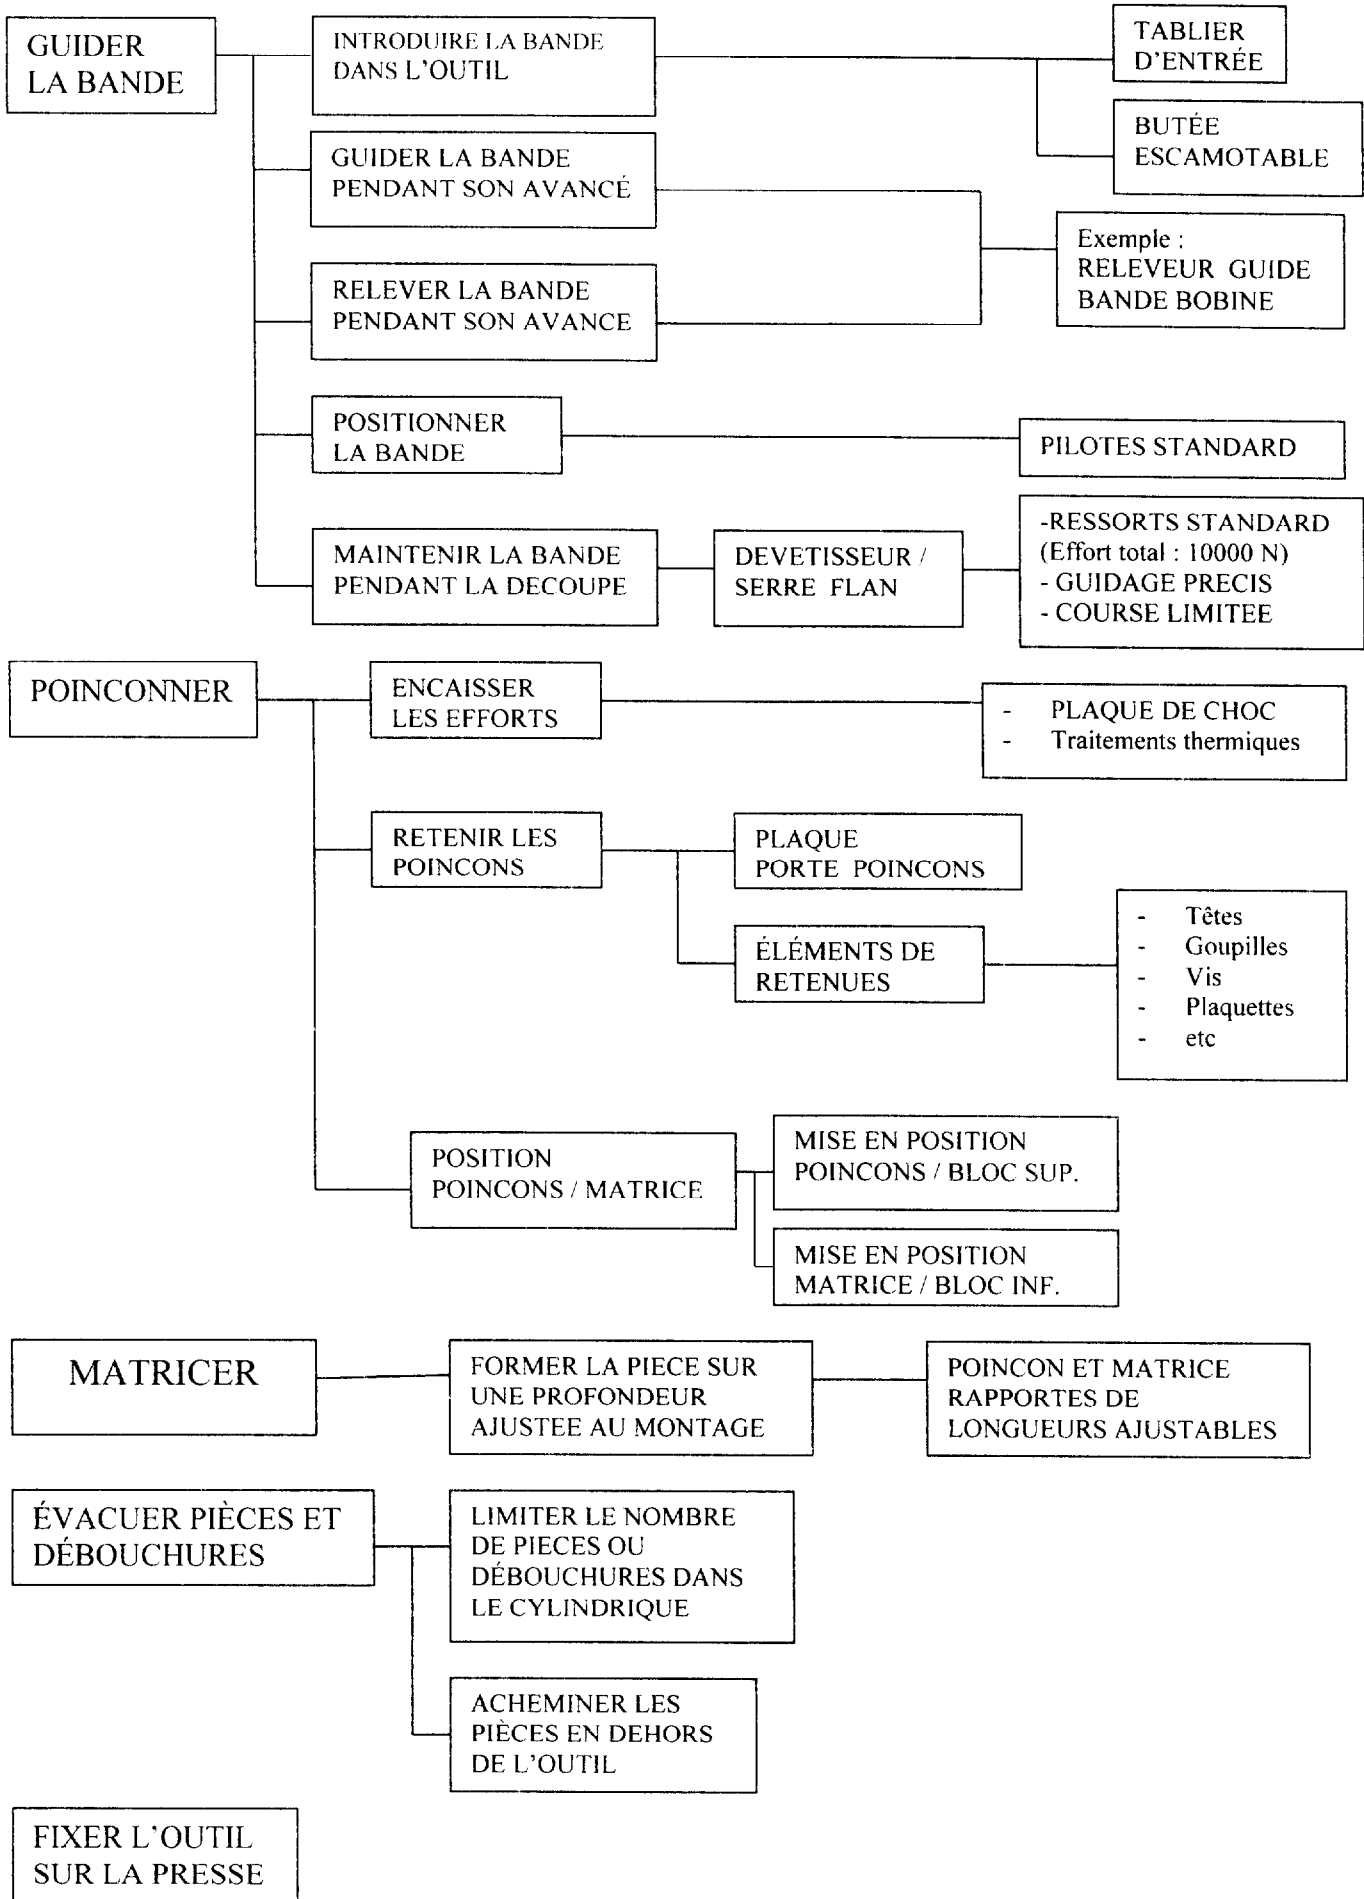 GUIDER
LA BANDE
INTRODUIRE LA BANDE
DANS L'OUTIL
TABLIER
D'ENTRÉE
BUTÉE
ESCAMOTABLE
GUIDER LA BANDE
PENDANT SON AVANCÉ
RELEVER LA BANDE
PENDANT SON AVANCE
Exemple :
RELEVEUR GUIDE
BANDE BOBINE
POSITIONNER
LA BANDE
PILOTES STANDARD
MAINTENIR LA BANDE
PENDANT LA DECOUPE
DEVETISSEUR /
SERRE FLAN
-RESSORTS STANDARD
(Effort total : 10000 N)
- GUIDAGE PRECIS
- COURSE LIMITEE
POINCONNER
ENCAISSER
LES EFFORTS
- PLAQUE DE CHOC
- Traitements thermiques
RETENIR LES
POINCONS
PLAQUE
PORTE POINCONS
ÉLÉMENTS DE
RETENUES
- Têtes
- Goupilles
- Vis
- Plaquettes
- etc
POSITION
POINCONS / MATRICE
MISE EN POSITION
POINCONS / BLOC SUP.
MISE EN POSITION
MATRICE / BLOC INF.
MATRICER
FORMER LA PIECE SUR
UNE PROFONDEUR
AJUSTEE AU MONTAGE
POINCON ET MATRICE
RAPPORTES DE
LONGUEURS AJUSTABLES
ÉVACUER PIÈCES ET
DÉBOUCHURES
LIMITER LE NOMBRE
DE PIECES OU
DÉBOUCHURES DANS
LE CYLINDRIQUE
ACHEMINER LES
PIÈCES EN DEHORS
DE L'OUTIL
FIXER L'OUTIL
SUR LA PRESSE